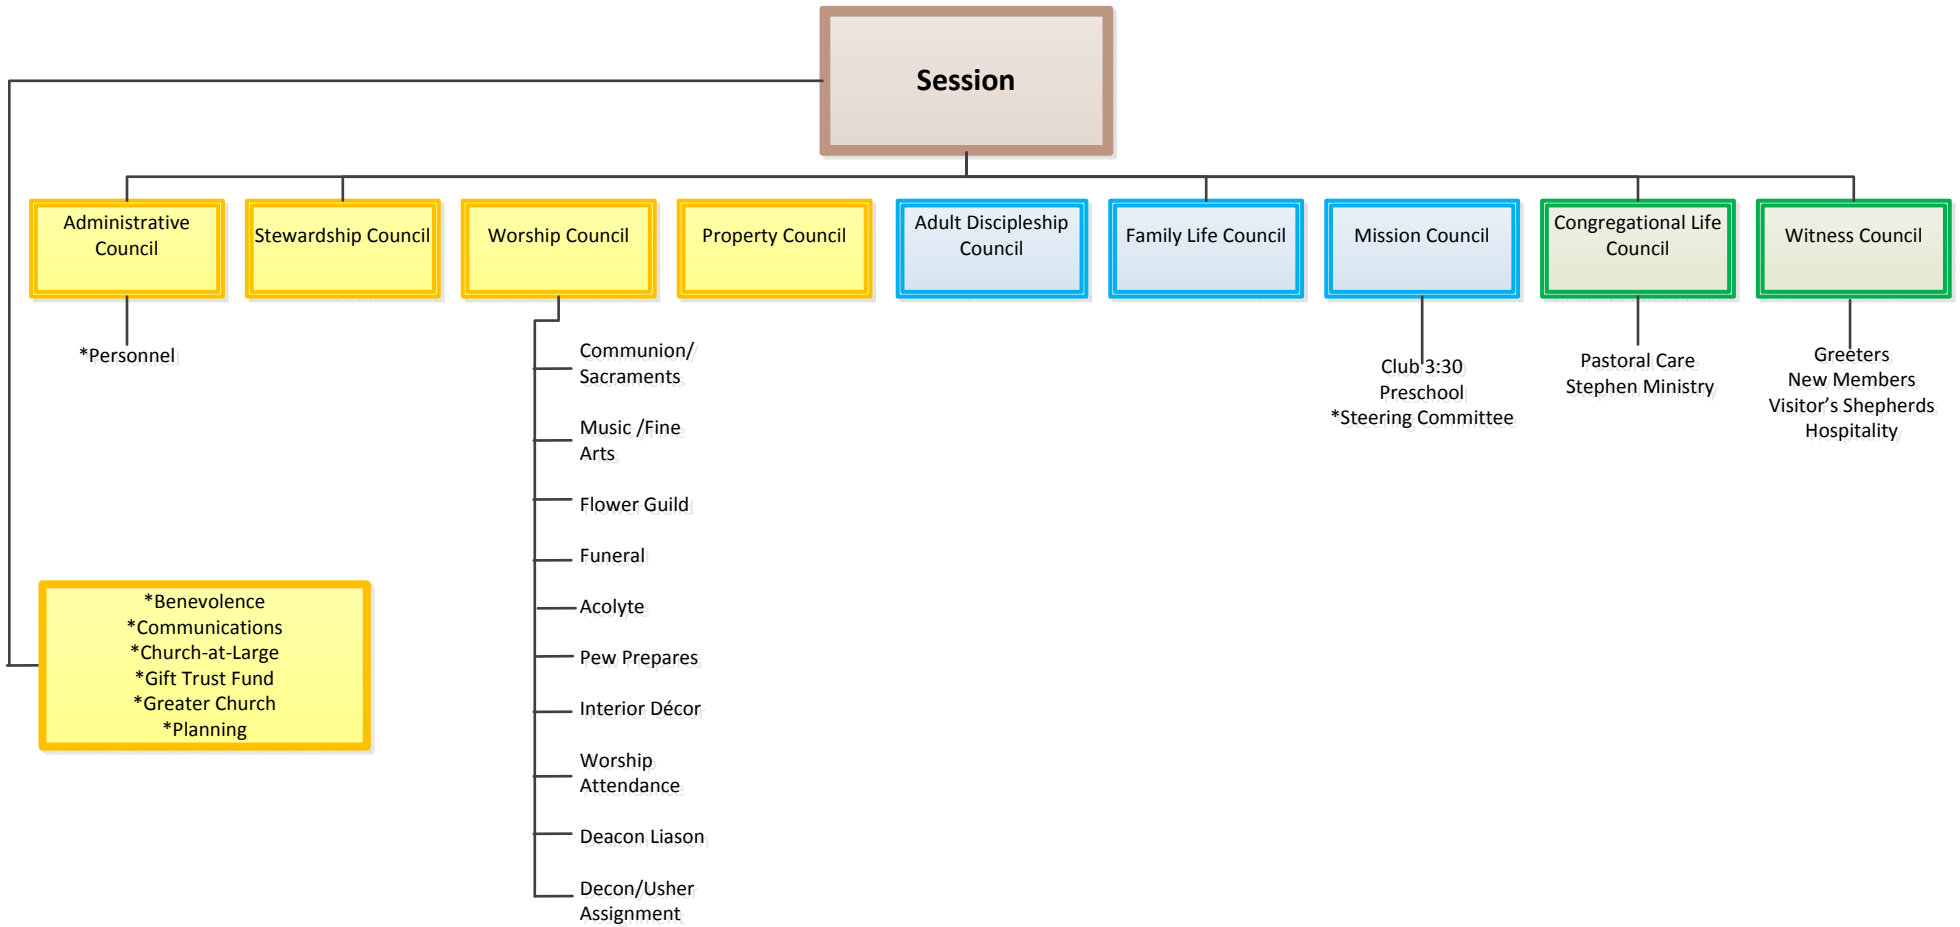 Session
Administrative
Council
Stewardship Council
Worship Council
Property Council
Adult Discipleship
Council
Family Life Council
Mission Council
Congregational Life
Council
Witness Council
*Personnel
Communion/
Sacraments
Music /Fine
Arts
Flower Guild
Funeral
Acolyte
Pew Prepares
Interior Décor
Worship
Attendance
Deacon Liason
Decon/Usher
Assignment
Club 3:30
Preschool
*Steering Committee
Pastoral Care
Stephen Ministry
Greeters
New Members
Visitor’s Shepherds
Hospitality
*Benevolence
*Communications
*Church-at-Large
*Gift Trust Fund
*Greater Church
*Planning